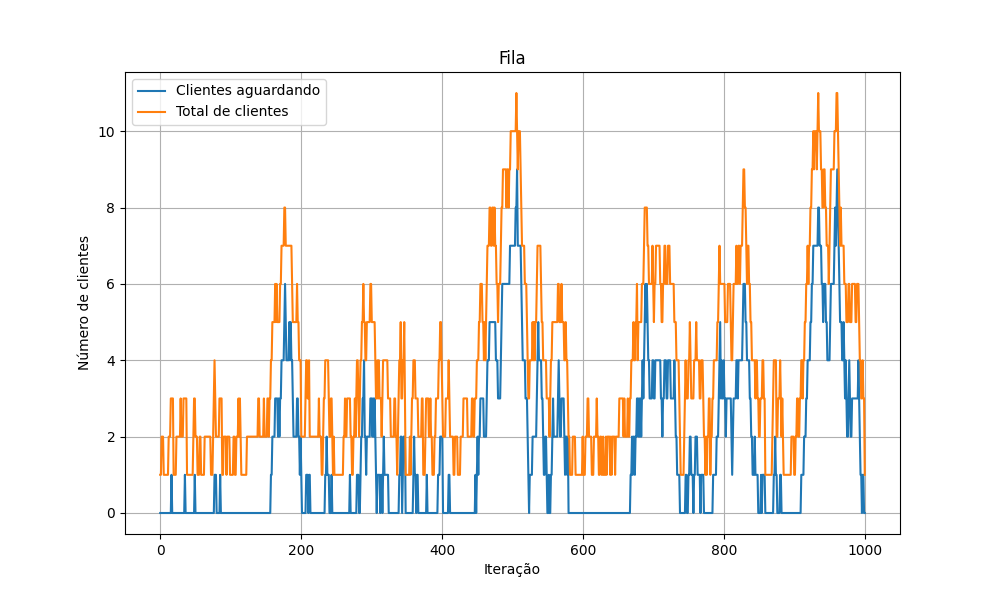 Fila
Clientes aguardando
Total de clientes
Número de clientes
10
8
6
4
2
0
0 200 400 600 800 1000
Iteração